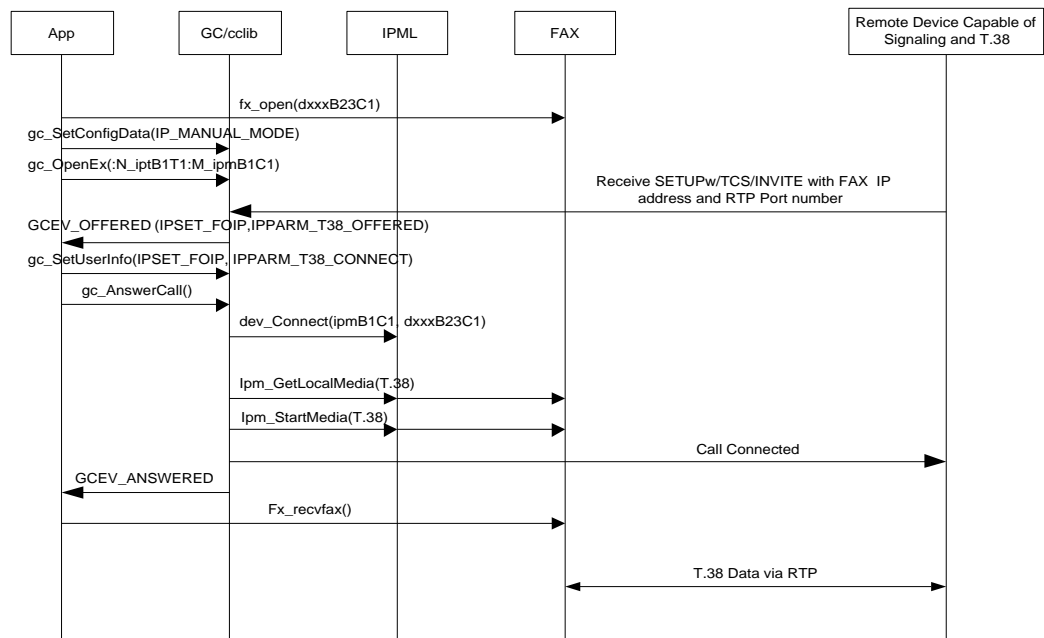 App
GC/cclib
IPML
FAX
Remote Device Capable of
Signaling and T.38
fx_open(dxxxB23C1)
gc_SetConfigData(IP_MANUAL_MODE)
gc_OpenEx(:N_iptB1T1:M_ipmB1C1)
Receive SETUPw/TCS/INVITE with FAX IP
address and RTP Port number
GCEV_OFFERED (IPSET_FOIP,IPPARM_T38_OFFERED)
gc_SetUserInfo(IPSET_FOIP, IPPARM_T38_CONNECT)
gc_AnswerCall()
dev_Connect(ipmB1C1, dxxxB23C1)
Ipm_GetLocalMedia(T.38)
Ipm_StartMedia(T.38)
Call Connected
GCEV_ANSWERED
Fx_recvfax()
T.38 Data via RTP